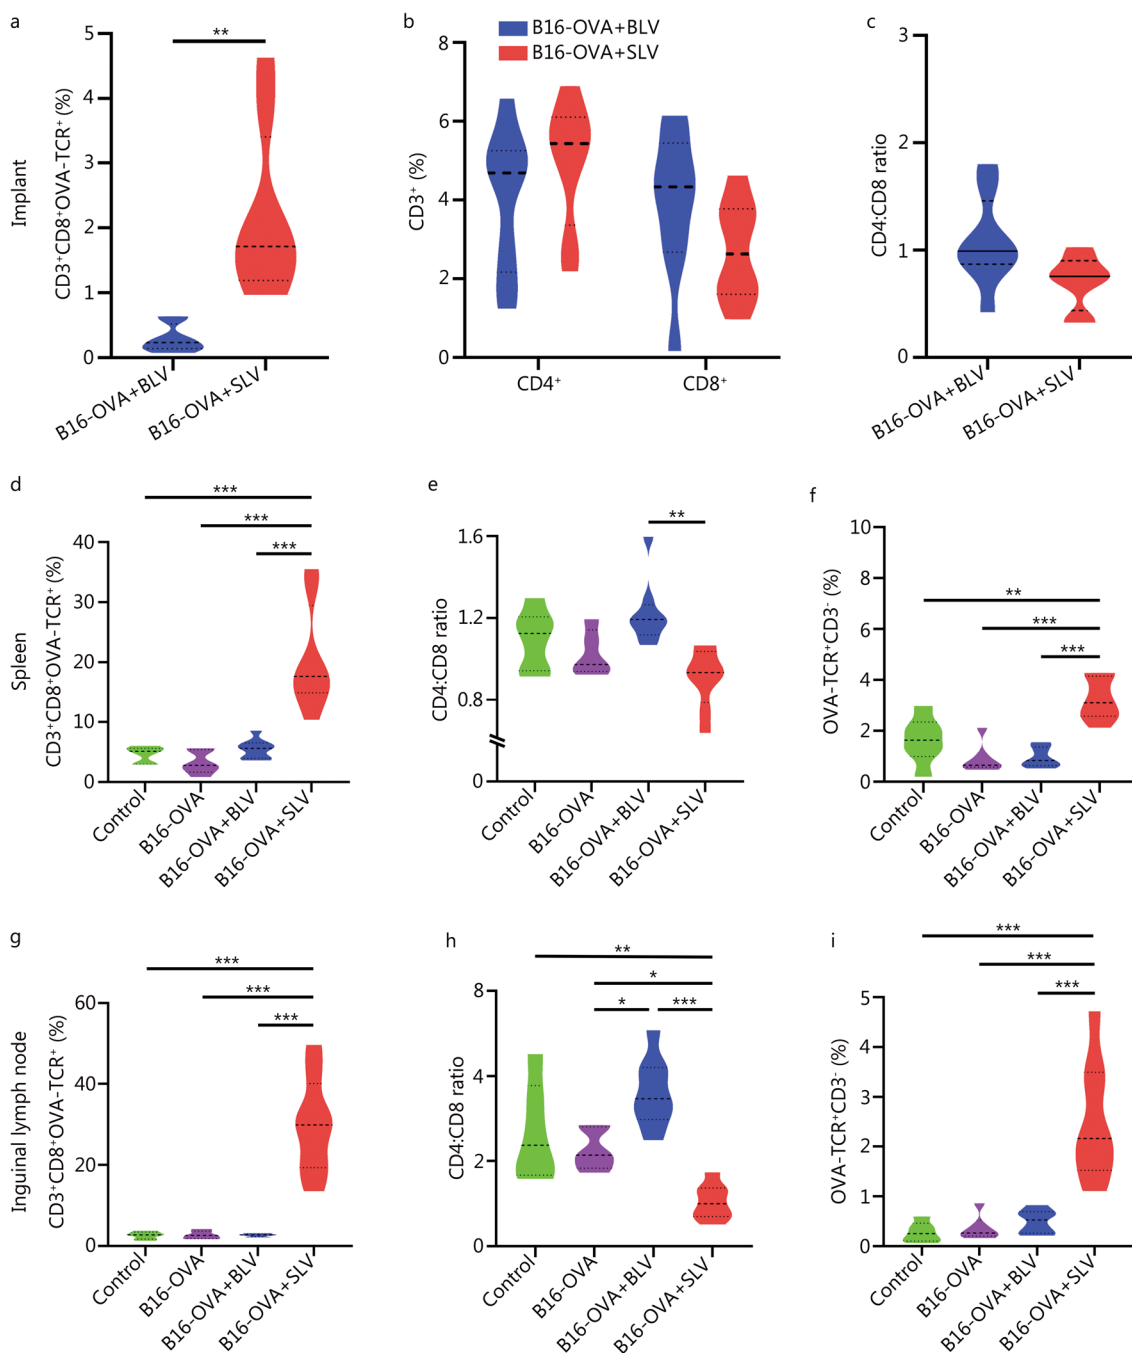 a
**
CD3⁺CD8⁺OVA-TCR⁺ (%)
5
4
3
2
1
0
B16-OVA+BLV
B16-OVA+SLV
Implant
b
B16-OVA+BLV
B16-OVA+SLV
CD3⁺ (%)
8
6
4
2
0
CD4⁺
CD8⁺
c
CD4:CD8 ratio
3
2
1
0
B16-OVA+BLV
B16-OVA+SLV
d
***
***
***
Spleen
CD3⁺CD8⁺OVA-TCR⁺ (%)
40
30
20
10
0
Control
B16-OVA
B16-OVA+BLV
B16-OVA+SLV
e
**
CD4:CD8 ratio
1.6
1.2
0.8
0
Control
B16-OVA
B16-OVA+BLV
B16-OVA+SLV
f
**
***
***
OVA-TCR⁺CD3⁻ (%)
10
8
6
4
2
0
Control
B16-OVA
B16-OVA+BLV
B16-OVA+SLV
g
***
***
***
Inguinal lymph node
CD3⁺CD8⁺OVA-TCR⁺ (%)
60
40
20
0
Control
B16-OVA
B16-OVA+BLV
B16-OVA+SLV
h
**
*
*
***
CD4:CD8 ratio
8
4
2
0
Control
B16-OVA
B16-OVA+BLV
B16-OVA+SLV
i
***
***
***
OVA-TCR⁺CD3⁻ (%)
5
4
3
2
1
0
Control
B16-OVA
B16-OVA+BLV
B16-OVA+SLV